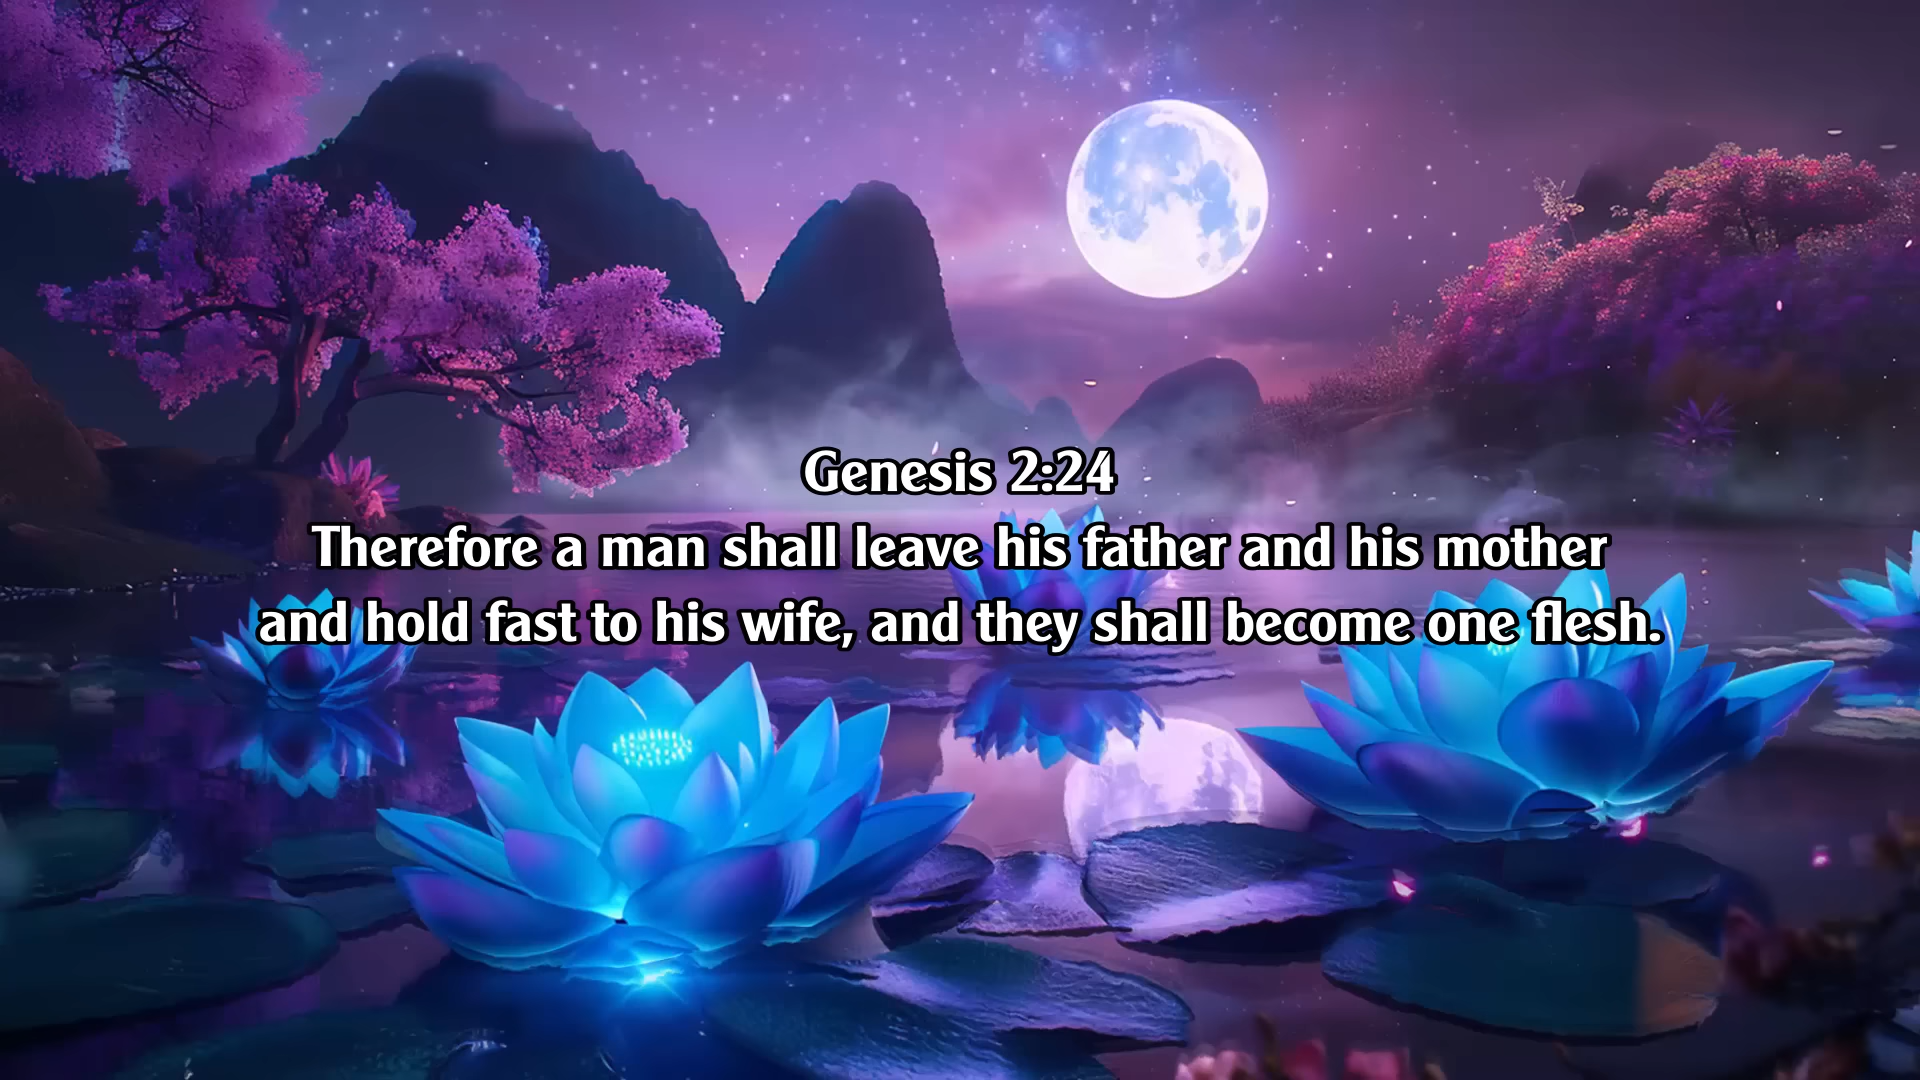 Genesis 2:24
Therefore a man shall leave his father and his mother
and hold fast to his wife, and they shall become one flesh.